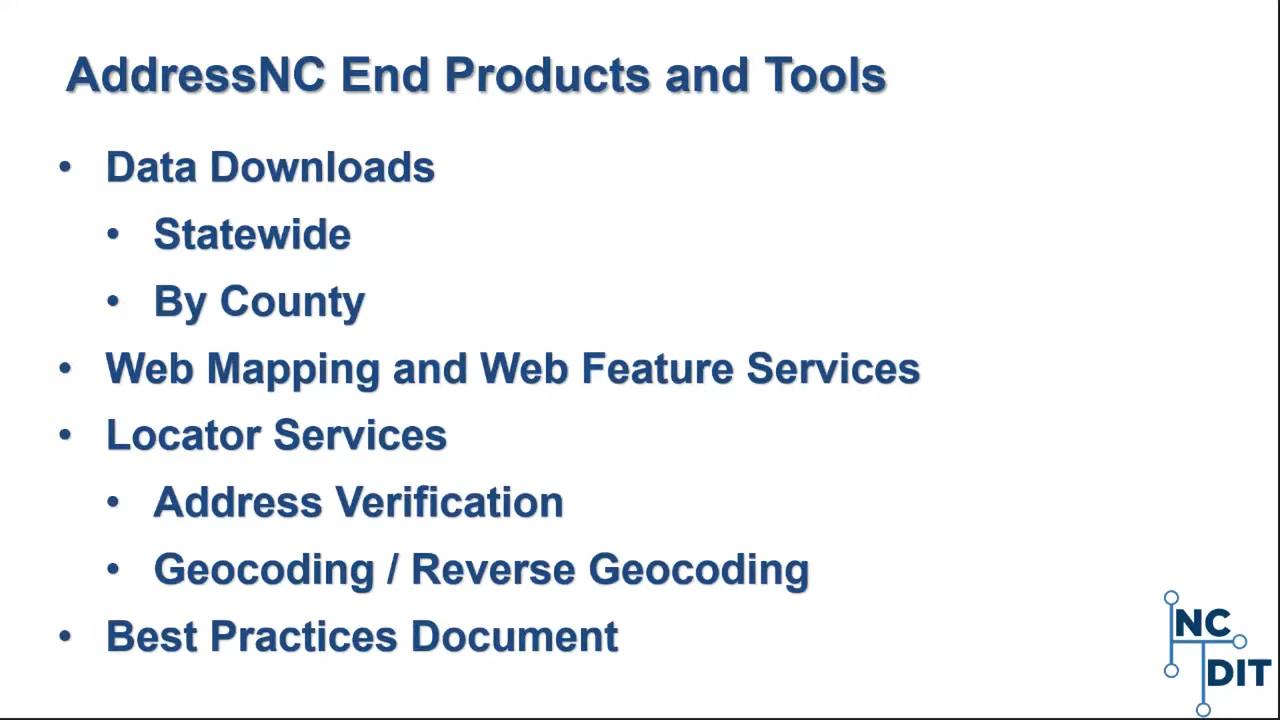 AddressNC End Products and Tools
• Data Downloads
• Statewide
• By County
• Web Mapping and Web Feature Services
• Locator Services
• Address Verification
• Geocoding / Reverse Geocoding
• Best Practices Document
NC
DIT